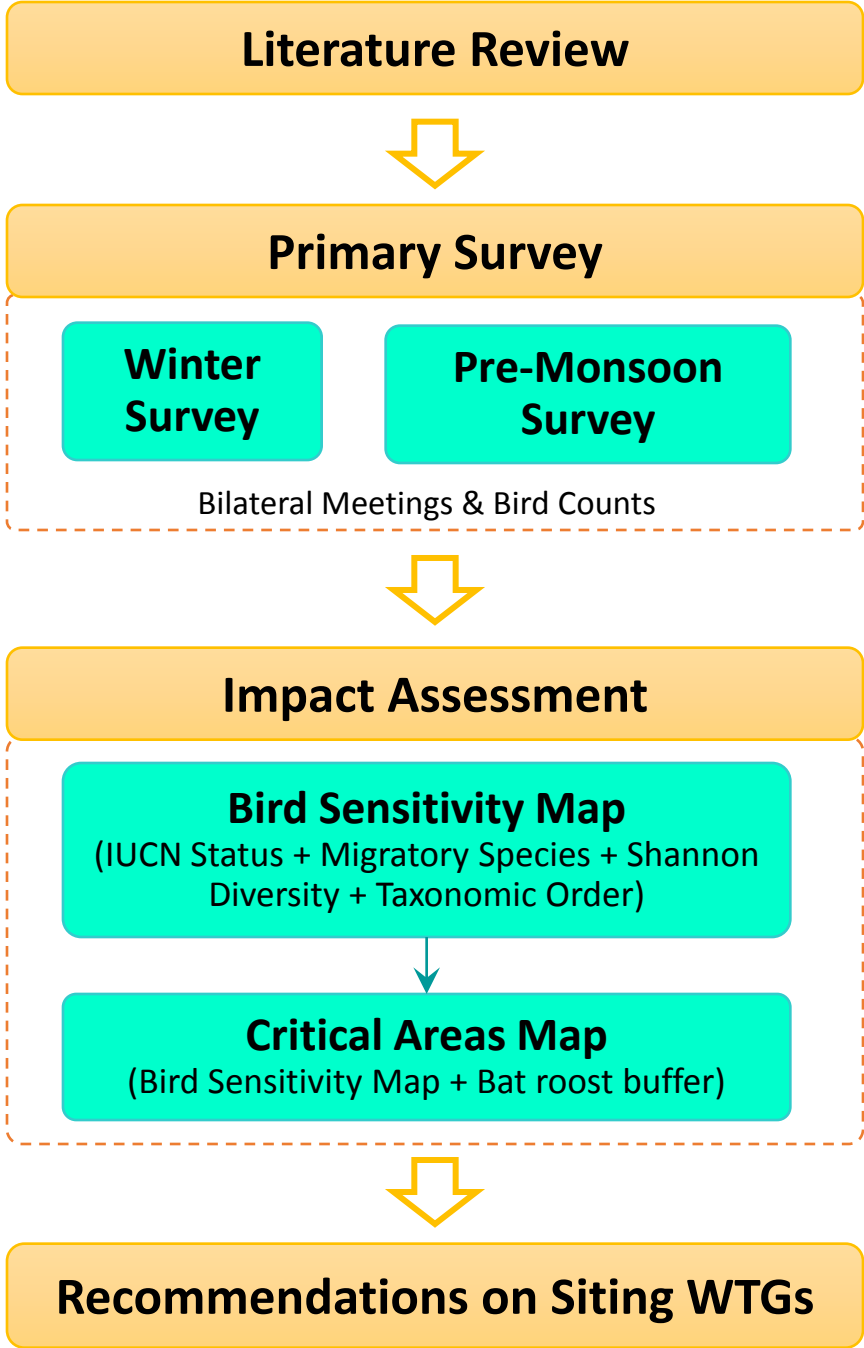 Literature Review
Primary Survey
Winter
Survey
Pre-Monsoon
Survey
Bilateral Meetings & Bird Counts
Impact Assessment
Bird Sensitivity Map
(IUCN Status + Migratory Species + Shannon
Diversity + Taxonomic Order)
Critical Areas Map
(Bird Sensitivity Map + Bat roost buffer)
Recommendations on Siting WTGs